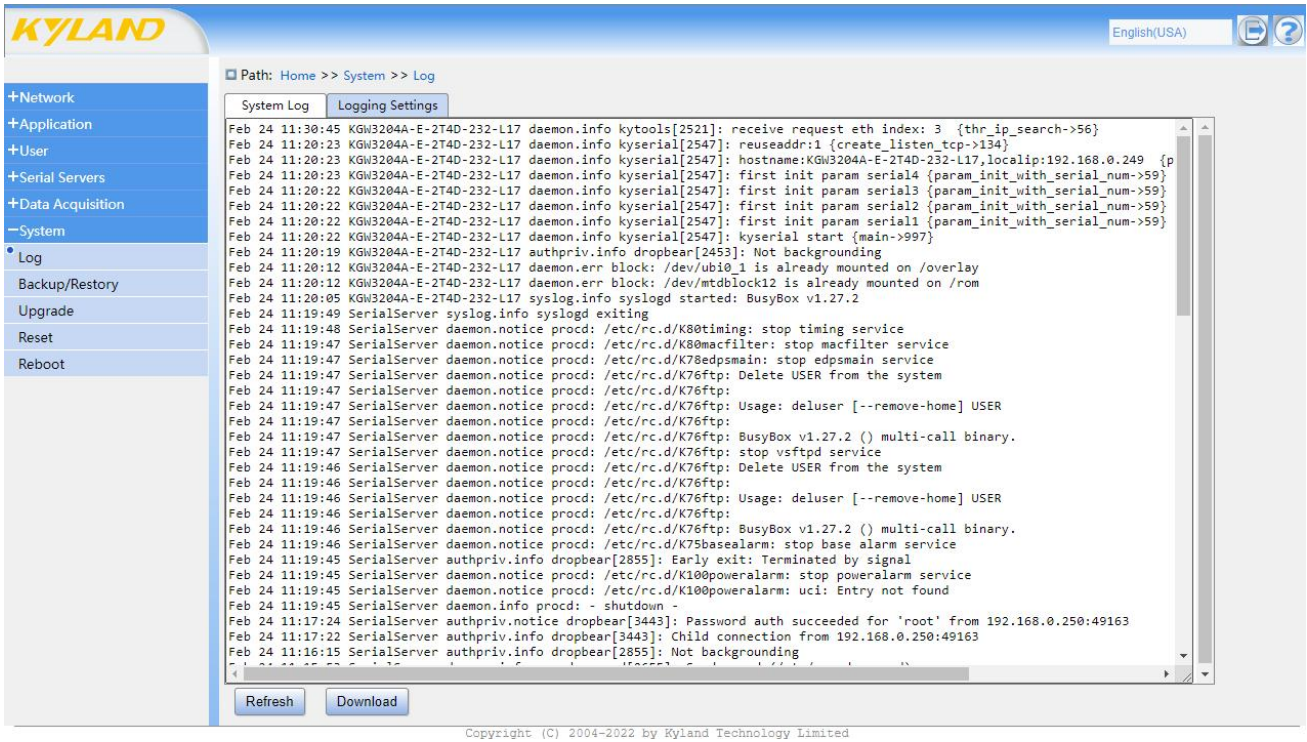 KYLAND
English(USA)
Path: Home >> System >> Log
+Network
+Application
+User
+Serial Servers
+Data Acquisition
−System
Log
Backup/Restory
Upgrade
Reset
Reboot
System Log
Logging Settings
Feb 24 11:30:45 KGW3204A-E-2T4D-232-L17 daemon.info kytools[2521]: receive request eth index: 3  {thr_ip_search->56}
Feb 24 11:20:23 KGW3204A-E-2T4D-232-L17 daemon.info kyserial[2547]: reuseaddr:1 {create_listen_tcp->134}
Feb 24 11:20:23 KGW3204A-E-2T4D-232-L17 daemon.info kyserial[2547]: hostname:KGW3204A-E-2T4D-232-L17,localip:192.168.0.249  {p
Feb 24 11:20:23 KGW3204A-E-2T4D-232-L17 daemon.info kyserial[2547]: first init param serial4 {param_init_with_serial_num->59}
Feb 24 11:20:22 KGW3204A-E-2T4D-232-L17 daemon.info kyserial[2547]: first init param serial3 {param_init_with_serial_num->59}
Feb 24 11:20:22 KGW3204A-E-2T4D-232-L17 daemon.info kyserial[2547]: first init param serial2 {param_init_with_serial_num->59}
Feb 24 11:20:22 KGW3204A-E-2T4D-232-L17 daemon.info kyserial[2547]: first init param serial1 {param_init_with_serial_num->59}
Feb 24 11:20:22 KGW3204A-E-2T4D-232-L17 daemon.info kyserial[2547]: kyserial start {main->997}
Feb 24 11:20:19 KGW3204A-E-2T4D-232-L17 authpriv.info dropbear[2453]: Not backgrounding
Feb 24 11:20:12 KGW3204A-E-2T4D-232-L17 daemon.err block: /dev/ubi0_1 is already mounted on /overlay
Feb 24 11:20:12 KGW3204A-E-2T4D-232-L17 daemon.err block: /dev/mtdblock12 is already mounted on /rom
Feb 24 11:20:05 KGW3204A-E-2T4D-232-L17 syslog.info syslogd started: BusyBox v1.27.2
Feb 24 11:19:49 SerialServer syslog.info syslogd exiting
Feb 24 11:19:48 SerialServer daemon.notice procd: /etc/rc.d/K80timing: stop timing service
Feb 24 11:19:47 SerialServer daemon.notice procd: /etc/rc.d/K80macfilter: stop macfilter service
Feb 24 11:19:47 SerialServer daemon.notice procd: /etc/rc.d/K78edpsmain: stop edpsmain service
Feb 24 11:19:47 SerialServer daemon.notice procd: /etc/rc.d/K76ftp: Delete USER from the system
Feb 24 11:19:47 SerialServer daemon.notice procd: /etc/rc.d/K76ftp:
Feb 24 11:19:47 SerialServer daemon.notice procd: /etc/rc.d/K76ftp: Usage: deluser [--remove-home] USER
Feb 24 11:19:47 SerialServer daemon.notice procd: /etc/rc.d/K76ftp:
Feb 24 11:19:47 SerialServer daemon.notice procd: /etc/rc.d/K76ftp: BusyBox v1.27.2 () multi-call binary.
Feb 24 11:19:47 SerialServer daemon.notice procd: /etc/rc.d/K76ftp: stop vsftpd service
Feb 24 11:19:46 SerialServer daemon.notice procd: /etc/rc.d/K76ftp: Delete USER from the system
Feb 24 11:19:46 SerialServer daemon.notice procd: /etc/rc.d/K76ftp:
Feb 24 11:19:46 SerialServer daemon.notice procd: /etc/rc.d/K76ftp: Usage: deluser [--remove-home] USER
Feb 24 11:19:46 SerialServer daemon.notice procd: /etc/rc.d/K76ftp:
Feb 24 11:19:46 SerialServer daemon.notice procd: /etc/rc.d/K76ftp: BusyBox v1.27.2 () multi-call binary.
Feb 24 11:19:46 SerialServer daemon.notice procd: /etc/rc.d/K75basealarm: stop base alarm service
Feb 24 11:19:45 SerialServer authpriv.info dropbear[2855]: Early exit: Terminated by signal
Feb 24 11:19:45 SerialServer daemon.notice procd: /etc/rc.d/K100poweralarm: stop poweralarm service
Feb 24 11:19:45 SerialServer daemon.notice procd: /etc/rc.d/K100poweralarm: uci: Entry not found
Feb 24 11:19:45 SerialServer daemon.info procd: - shutdown -
Feb 24 11:17:24 SerialServer authpriv.notice dropbear[3443]: Password auth succeeded for 'root' from 192.168.0.250:49163
Feb 24 11:17:22 SerialServer authpriv.info dropbear[3443]: Child connection from 192.168.0.250:49163
Feb 24 11:16:15 SerialServer authpriv.info dropbear[2855]: Not backgrounding
Refresh
Download
Copyright (C) 2004-2022 by Kyland Technology Limited